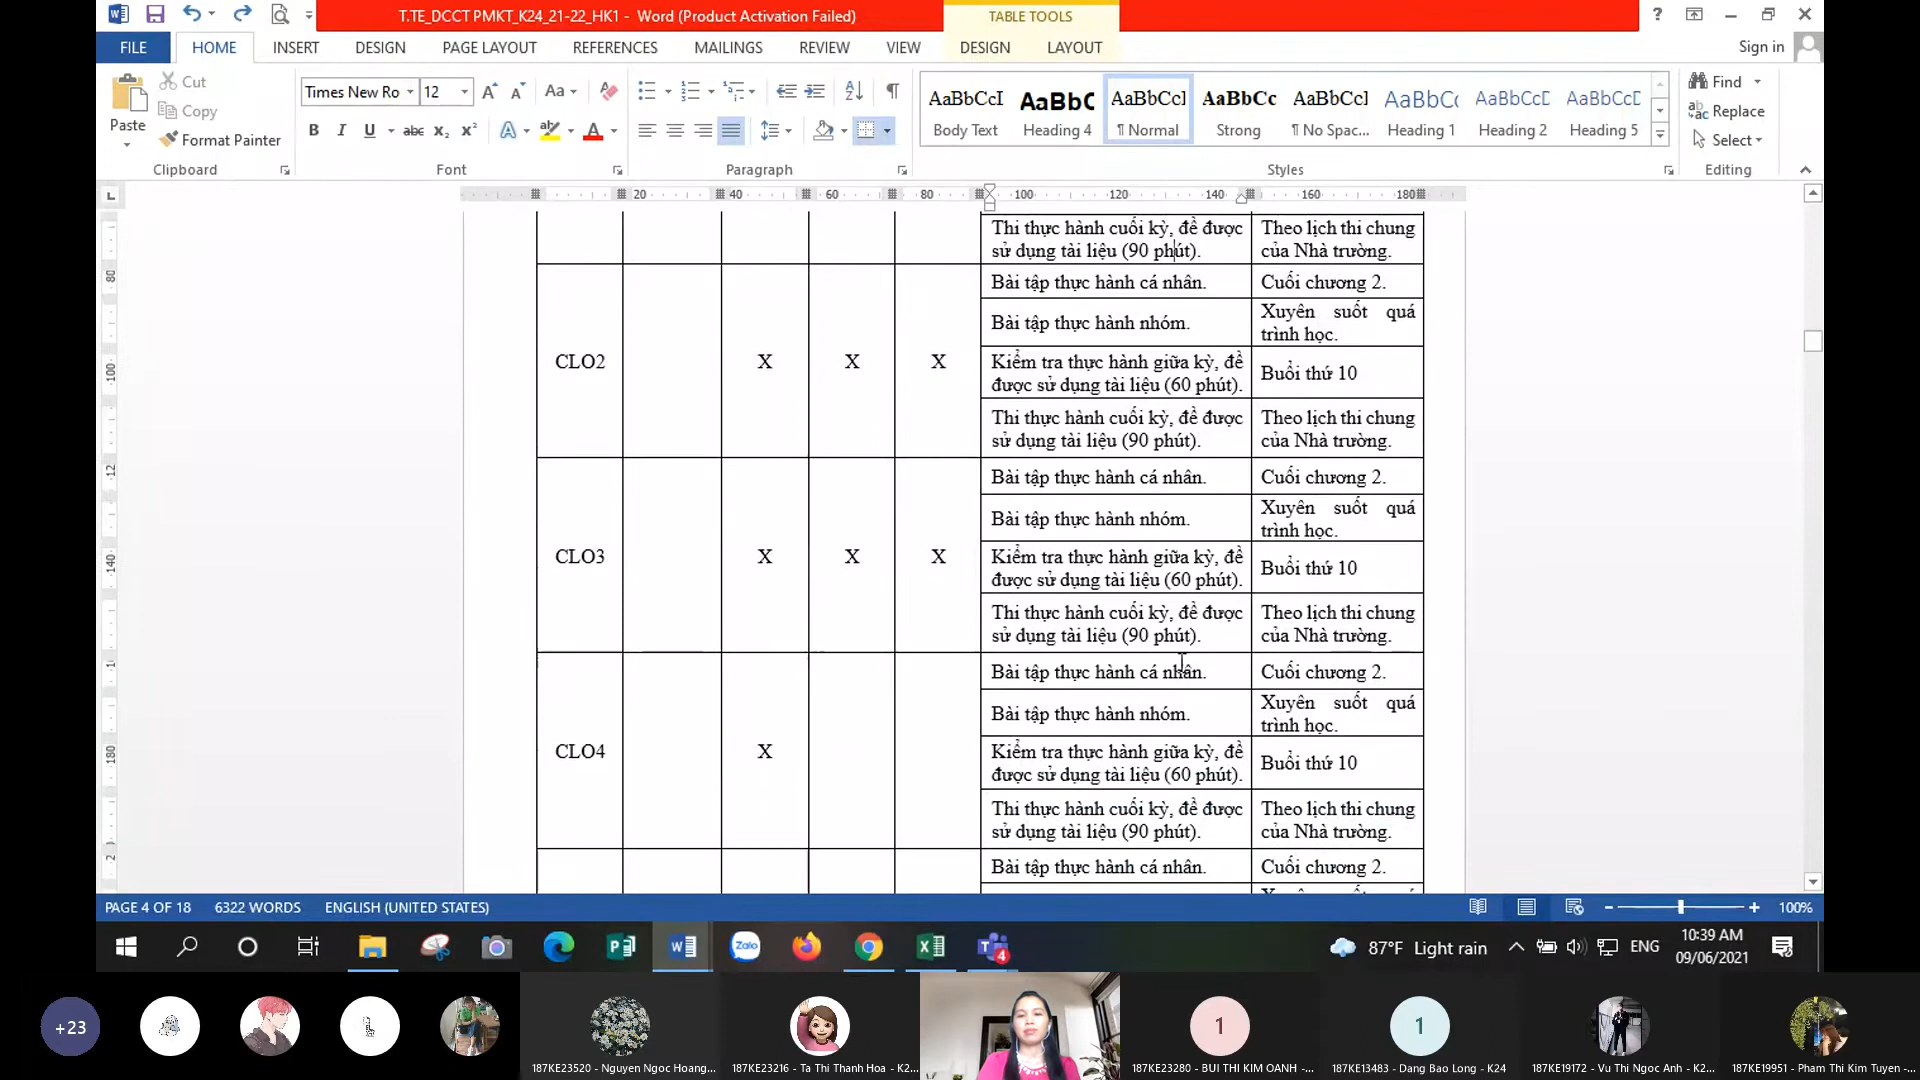 T.TE_DCCT PMKT_K24_21-22_HK1 - Word (Product Activation Failed)
TABLE TOOLS
FILE HOME INSERT DESIGN PAGE LAYOUT REFERENCES MAILINGS REVIEW VIEW DESIGN LAYOUT
Sign in
Paste
Cut
Copy
Format Painter
Clipboard
Times New Ro 12
Font
Paragraph
AaBbCcI AaBbC AaBbCcI AaBbCc AaBbCcI AaBbCc AaBbCcD AaBbCcD
Body Text Heading 4 ¶ Normal Strong ¶ No Spac... Heading 1 Heading 2 Heading 5
Styles
Find
Replace
Select
Editing
20 40 60 80 100 120 140 160 180
Thi thực hành cuối kỳ, đề được
sử dụng tài liệu (90 phút).
Theo lịch thi chung
của Nhà trường.
CLO2 X X X
Bài tập thực hành cá nhân.
Cuối chương 2.
Bài tập thực hành nhóm.
Xuyên suốt quá
trình học.
Kiểm tra thực hành giữa kỳ, đề
được sử dụng tài liệu (60 phút).
Buổi thứ 10
Thi thực hành cuối kỳ, đề được
sử dụng tài liệu (90 phút).
Theo lịch thi chung
của Nhà trường.
CLO3 X X X
Bài tập thực hành cá nhân.
Cuối chương 2.
Bài tập thực hành nhóm.
Xuyên suốt quá
trình học.
Kiểm tra thực hành giữa kỳ, đề
được sử dụng tài liệu (60 phút).
Buổi thứ 10
Thi thực hành cuối kỳ, đề được
sử dụng tài liệu (90 phút).
Theo lịch thi chung
của Nhà trường.
CLO4 X
Bài tập thực hành cá nhân.
Cuối chương 2.
Bài tập thực hành nhóm.
Xuyên suốt quá
trình học.
Kiểm tra thực hành giữa kỳ, đề
được sử dụng tài liệu (60 phút).
Buổi thứ 10
Thi thực hành cuối kỳ, đề được
sử dụng tài liệu (90 phút).
Theo lịch thi chung
của Nhà trường.
Bài tập thực hành cá nhân.
Cuối chương 2.
PAGE 4 OF 18 6322 WORDS ENGLISH (UNITED STATES) 100%
Zalo
4
87°F Light rain
ENG
10:39 AM
09/06/2021
+23
1
1
187KE23520 - Nguyen Ngoc Hoang...
187KE23216 - Ta Thi Thanh Hoa - K2...
187KE23280 - BUI THI KIM OANH -...
187KE13483 - Dang Bao Long - K24
187KE19172 - Vu Thi Ngoc Anh - K2...
187KE19951 - Pham Thi Kim Tuyen -...